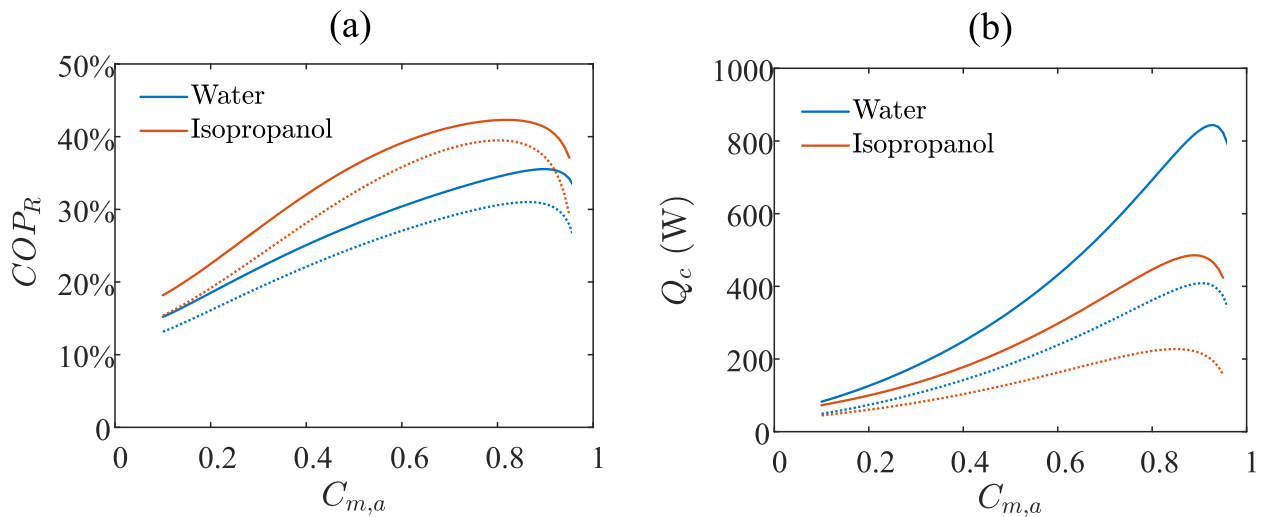 (a)
50%
40%
30%
20%
10%
0
COP_R
Water
Isopropanol
0 0.2 0.4 0.6 0.8 1
C_{m,a}
(b)
1000
800
600
400
200
0
Q_c (W)
Water
Isopropanol
0 0.2 0.4 0.6 0.8 1
C_{m,a}